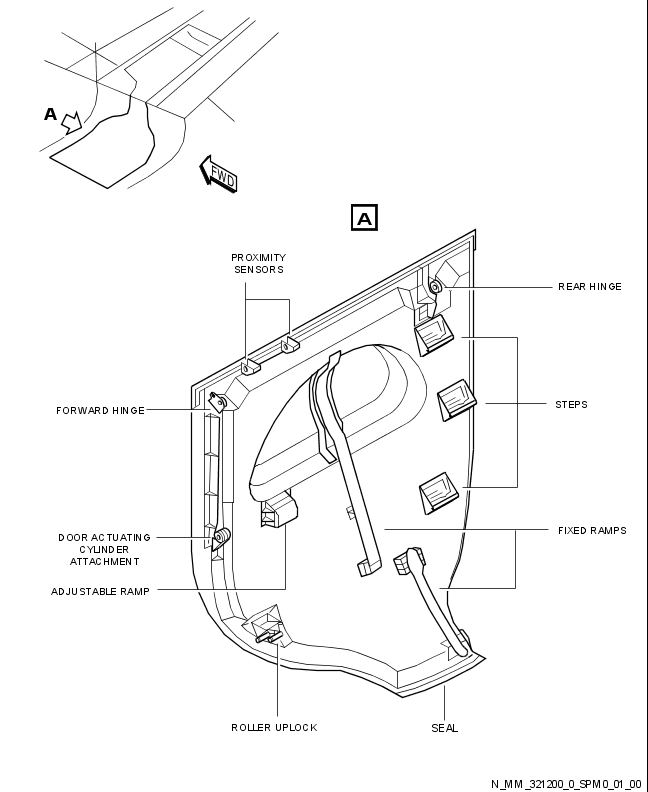 A
FWD
A
PROXIMITY
SENSORS
REAR HINGE
FORWARD HINGE
STEPS
DOOR ACTUATING
CYLINDER
ATTACHMENT
FIXED RAMPS
ADJUSTABLE RAMP
ROLLER UPLOCK
SEAL
N_MM_321200_0_SPM0_01_00